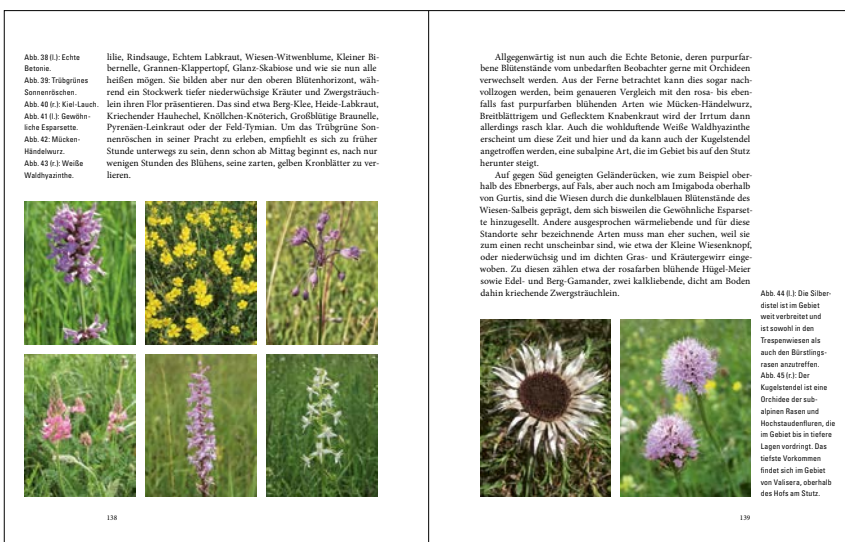 Abb. 38 (l.): Echte
Betonie.
Abb. 39: Trübgrünes
Sonnenröschen.
Abb. 40 (r.): Kiel-Lauch.
Abb. 41 (l.): Gewöhn-
liche Esparsette.
Abb. 42: Mücken-
Händelwurz.
Abb. 43 (r.): Weiße
Waldhyazinthe.
lilie, Rindsauge, Echtem Labkraut, Wiesen-Witwenblume, Kleiner Bi-
bernelle, Grannen-Klappertopf, Glanz-Skabiose und wie sie nun alle
heißen mögen. Sie bilden aber nur den oberen Blütenhorizont, wäh-
rend ein Stockwerk tiefer niederwüchsige Kräuter und Zwergsträuch-
lein ihren Flor präsentieren. Das sind etwa Berg-Klee, Heide-Labkraut,
Kriechender Hauhechel, Knöllchen-Knöterich, Großblütige Braunelle,
Pyrenäen-Leinkraut oder der Feld-Tymian. Um das Trübgrüne Son-
nenröschen in seiner Pracht zu erleben, empfiehlt es sich zu früher
Stunde unterwegs zu sein, denn schon ab Mittag beginnt es, nach nur
wenigen Stunden des Blühens, seine zarten, gelben Kronblätter zu ver-
lieren.
138
Allgegenwärtig ist nun auch die Echte Betonie, deren purpurfar-
bene Blütenstände vom unbedarften Beobachter gerne mit Orchideen
verwechselt werden. Aus der Ferne betrachtet kann dies sogar nach-
vollzogen werden, beim genaueren Vergleich mit den rosa- bis eben-
falls fast purpurfarben blühenden Arten wie Mücken-Händelwurz,
Breitblättrigem und Geflecktem Knabenkraut wird der Irrtum dann
allerdings rasch klar. Auch die wohlduftende Weiße Waldhyazinthe
erscheint um diese Zeit und hier und da kann auch der Kugelstendel
angetroffen werden, eine subalpine Art, die im Gebiet bis auf den Stutz
herunter steigt.
Auf gegen Süd geneigten Geländerücken, wie zum Beispiel ober-
halb des Ebnerbergs, auf Fals, aber auch noch am Imigaboda oberhalb
von Gurtis, sind die Wiesen durch die dunkelblauen Blütenstände des
Wiesen-Salbeis geprägt, dem sich bisweilen die Gewöhnliche Esparset-
te hinzugesellt. Andere ausgesprochen wärmeliebende und für diese
Standorte sehr bezeichnende Arten muss man eher suchen, weil sie
zum einen recht unscheinbar sind, wie etwa der Kleine Wiesenknopf,
oder niederwüchsig und im dichten Gras- und Kräutergewirr einge-
woben. Zu diesen zählen etwa der rosafarben blühende Hügel-Meier
sowie Edel- und Berg-Gamander, zwei kalkliebende, dicht am Boden
dahin kriechende Zwergsträuchlein.
Abb. 44 (l.): Die Silber-
distel ist im Gebiet
weit verbreitet und
ist sowohl in den
Trespenwiesen als
auch den Bürstlings-
rasen anzutreffen.
Abb. 45 (r.): Der
Kugelstendel ist eine
Orchidee der sub-
alpinen Rasen und
Hochstaudenfluren, die
im Gebiet bis in tiefere
Lagen vordringt. Das
tiefste Vorkommen
findet sich im Gebiet
von Valisera, oberhalb
des Hofs am Stutz.
139